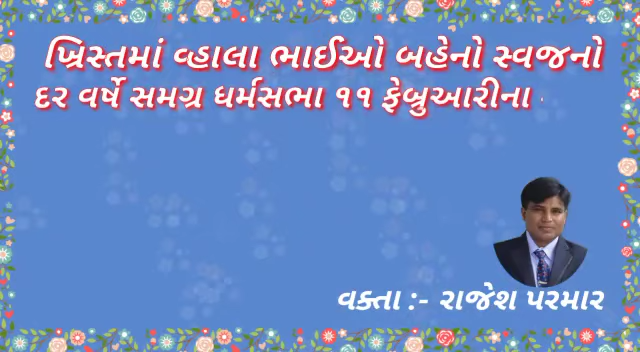 ખ્રિસ્તમાં વ્હાલા ભાઈઓ બહેનો સ્વજનો
દર વર્ષે સમગ્ર ધર્મસભા ૧૧ ફેબ્રુઆરીના
વક્તા :- રાજેશ પરમાર